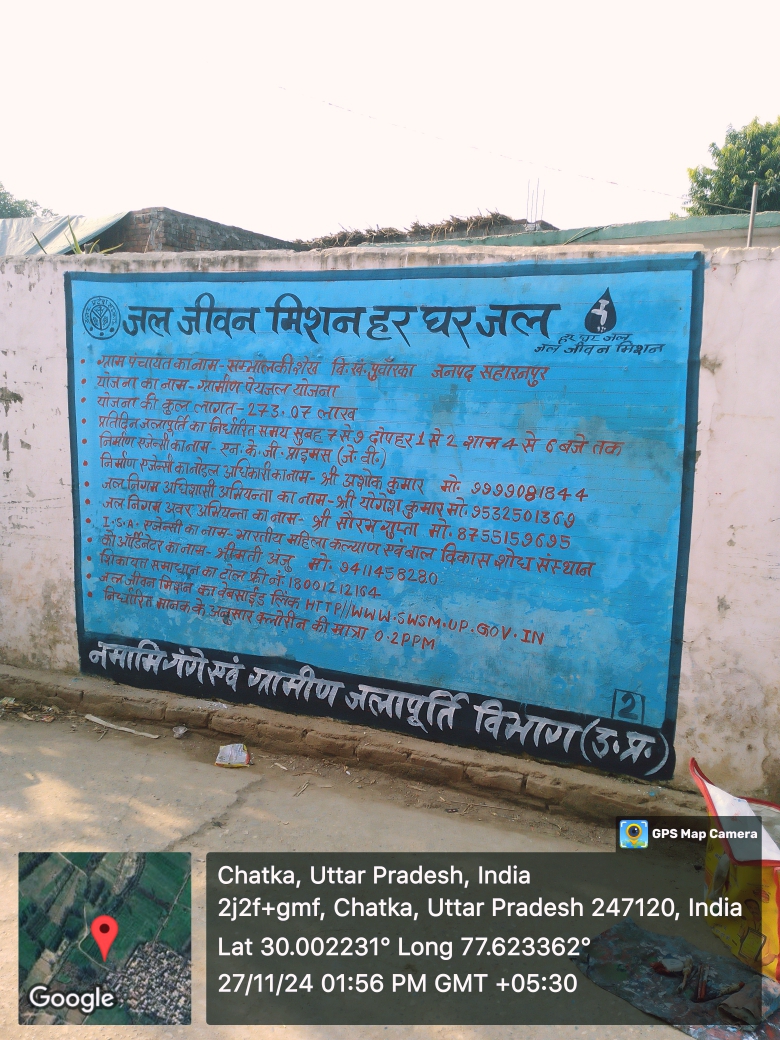 जल जीवन मिशन हर घर जल
हर घर जल
जल जीवन मिशन
• ग्राम पंचायत का नाम - सम्भालकी शेख वि.खं. पुवाँरका जनपद सहारनपुर
• योजना का नाम - ग्रामीण पेयजल योजना
• योजना की कुल लागत - 273.07 लाख
• प्रतिदिन जलापूर्ति का निर्धारित समय सुबह 7 से 9 दोपहर 1 से 2 शाम 4 से 6 बजे तक
• निर्माण एजेन्सी का नाम - एन. के. जी. प्राइमस (जे. वी.)
• निर्माण एजेन्सी का नोडल अधिकारी का नाम - श्री अशोक कुमार मो. 9999081844
• जल निगम अधिशासी अभियन्ता का नाम - श्री योगेश कुमार मो. 9532501369
• जल निगम अवर अभियन्ता का नाम - श्री सौरभ गुप्ता मो. 8755159695
• I.S.A. एजेन्सी का नाम - भारतीय महिला कल्याण एवं बाल विकास शोध संस्थान
• को ऑर्डिनेटर का नाम - श्रीमती अंजु मो. 9411458280
• शिकायत समाधान का टोल फ्री नं. 18001212164
• जल जीवन मिशन का वेबसाईड लिंक HTTP//WWW.SWSM.UP.GOV.IN
• निर्धारित मानक के अनुसार क्लोरीन की मात्रा 0.2PPM
2
नमामि गंगे एवं ग्रामीण जलापूर्ति विभाग (उ.प्र.)
GPS Map Camera
Chatka, Uttar Pradesh, India
2j2f+gmf, Chatka, Uttar Pradesh 247120, India
Lat 30.002231° Long 77.623362°
27/11/24 01:56 PM GMT +05:30
Google